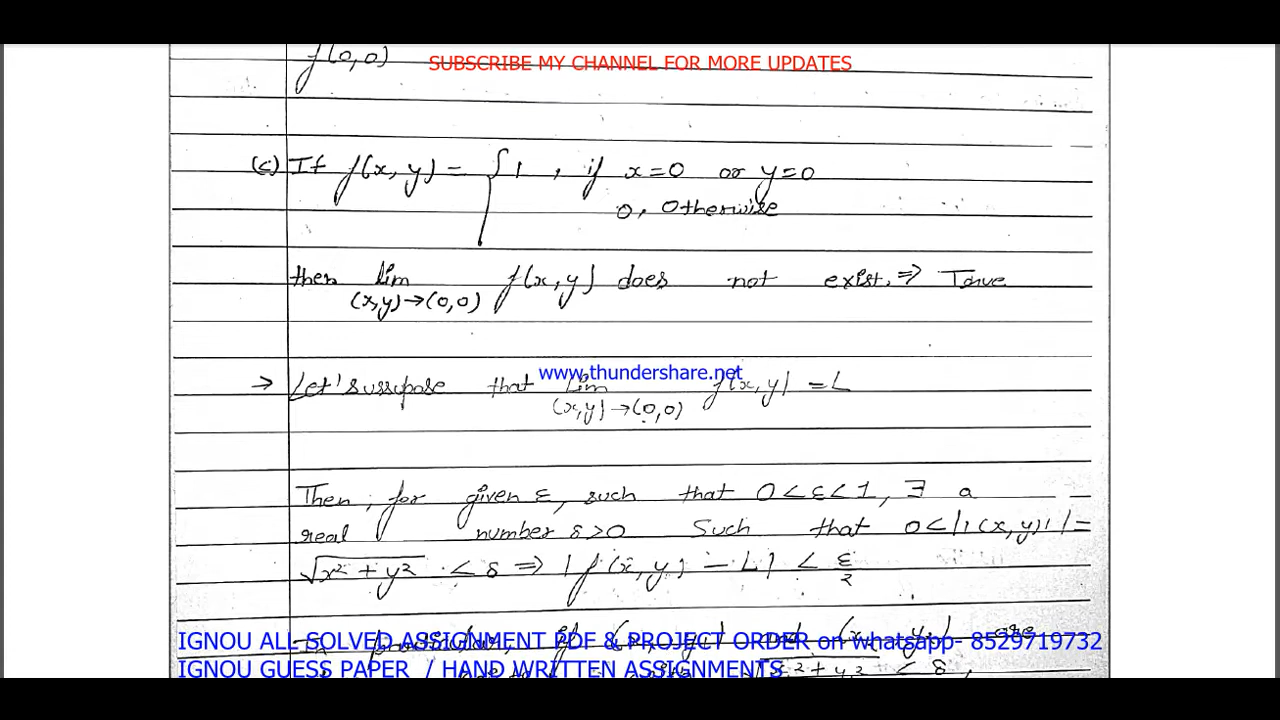 f(0,0)
SUBSCRIBE MY CHANNEL FOR MORE UPDATES
(c) If f(x, y) = { 1 , if x=0 or y=0
0, Otherwise
then lim f(x,y) does not exist. ⇒ True
(x,y)→(0,0)
www.thundershare.net
→ Let's suppose that lim f(x,y) = L
(x,y)→(0,0)
Then, for given ε, such that 0<ε<1, ∃ a
real number δ>0 Such that 0<||(x,y)||=
√x²+y² < δ ⇒ |f(x,y) - L| < ε/2
and are
IGNOU ALL SOLVED ASSIGNMENT PDF & PROJECT ORDER on whatsapp- 8529719732
< δ,
IGNOU GUESS PAPER / HAND WRITTEN ASSIGNMENTS